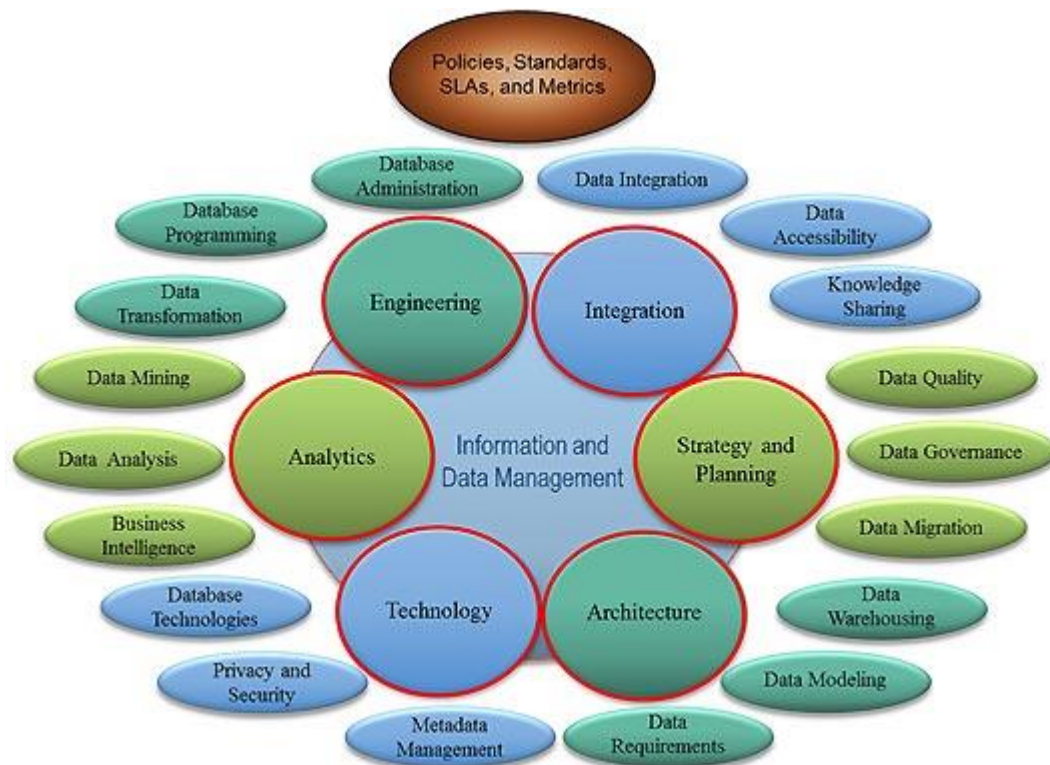 Policies, Standards,
SLAs, and Metrics
Database
Administration
Data Integration
Database
Programming
Data
Accessibility
Engineering
Integration
Data
Transformation
Knowledge
Sharing
Data Mining
Data Quality
Analytics
Information and
Data Management
Strategy and
Planning
Data Analysis
Data Governance
Business
Intelligence
Data Migration
Database
Technologies
Technology
Architecture
Data
Warehousing
Privacy and
Security
Data Modeling
Metadata
Management
Data
Requirements